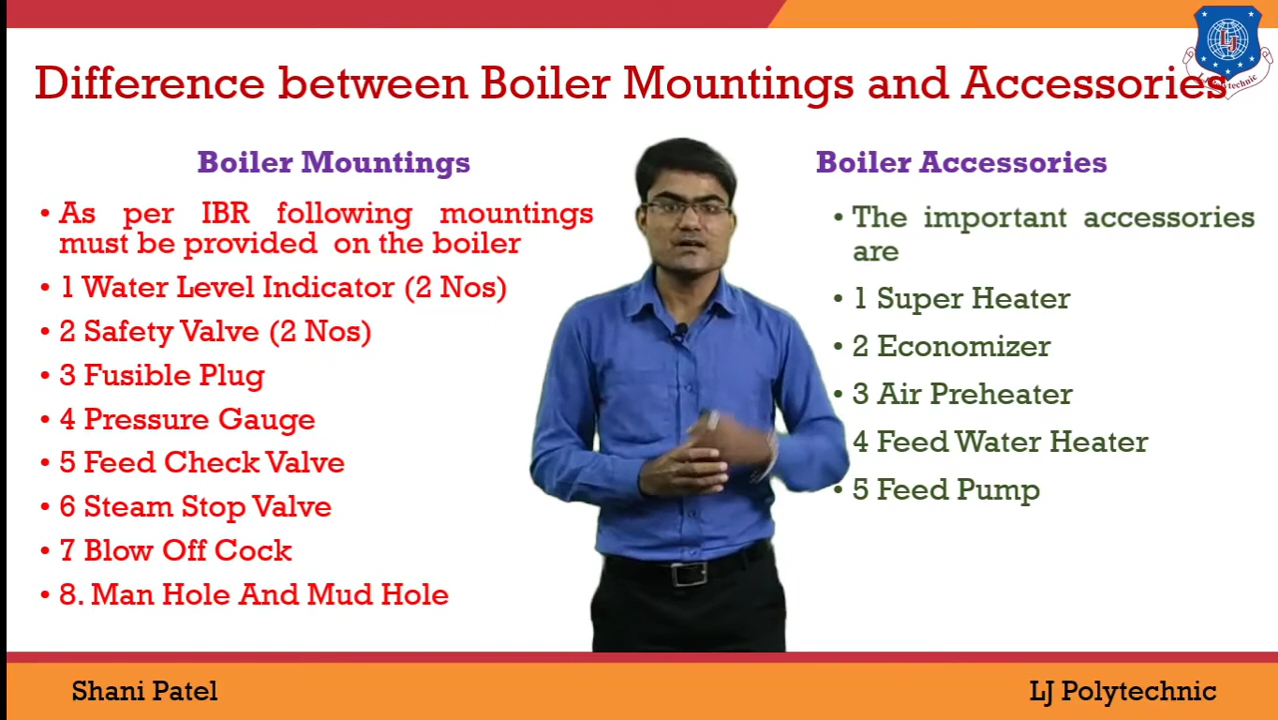 Difference between Boiler Mountings and Accessories
LJ
Boiler Mountings
• As per IBR following mountings
must be provided on the boiler
• 1 Water Level Indicator (2 Nos)
• 2 Safety Valve (2 Nos)
• 3 Fusible Plug
• 4 Pressure Gauge
• 5 Feed Check Valve
• 6 Steam Stop Valve
• 7 Blow Off Cock
• 8. Man Hole And Mud Hole
Boiler Accessories
• The important accessories
are
• 1 Super Heater
• 2 Economizer
• 3 Air Preheater
4 Feed Water Heater
• 5 Feed Pump
Shani Patel
LJ Polytechnic